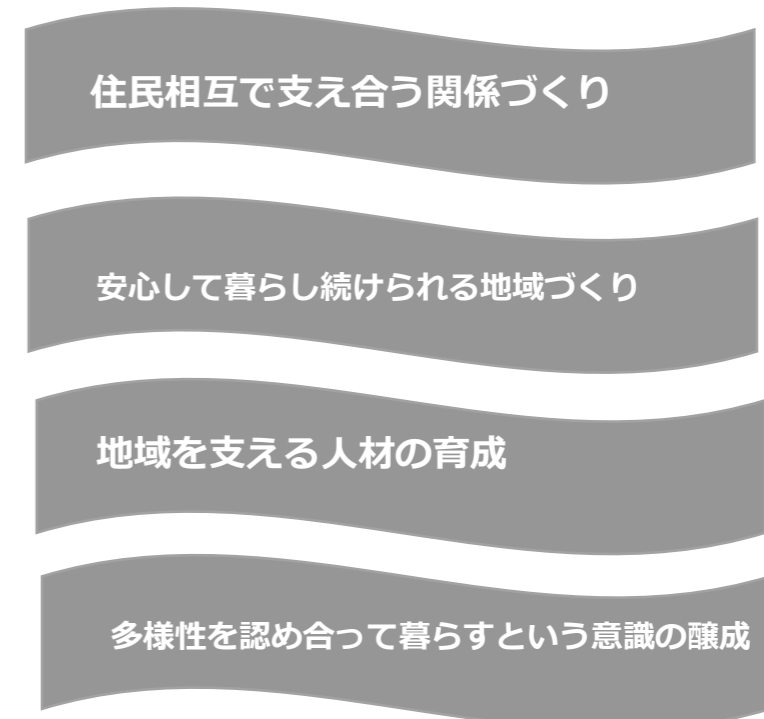 住民相互で支え合う関係づくり
安心して暮らし続けられる地域づくり
地域を支える人材の育成
多様性を認め合って暮らすという意識の醸成